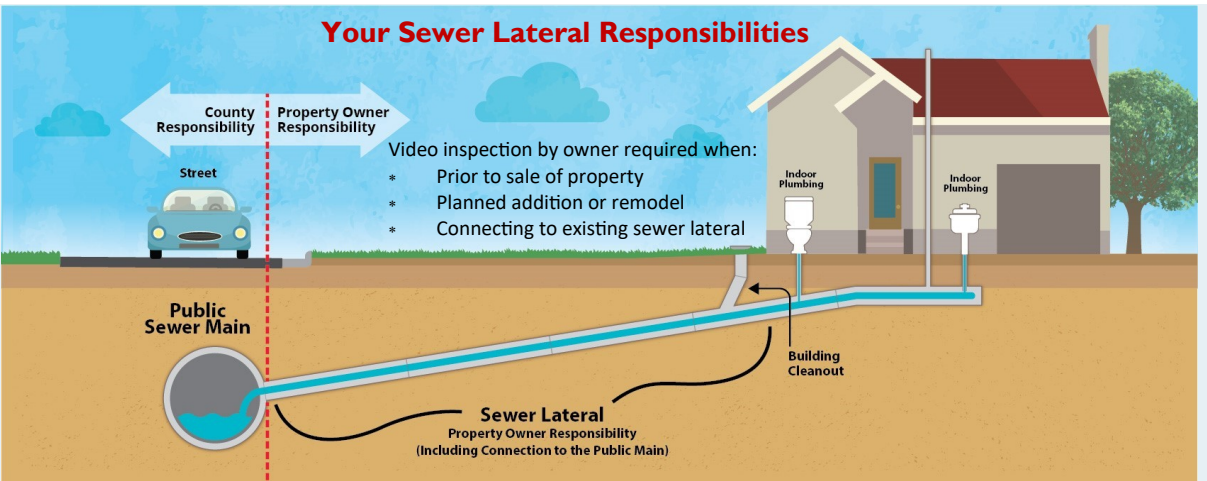 Your Sewer Lateral Responsibilities
County
Responsibility
Property Owner
Responsibility
Video inspection by owner required when:
* Prior to sale of property
* Planned addition or remodel
* Connecting to existing sewer lateral
Street
Indoor
Plumbing
Indoor
Plumbing
Public
Sewer Main
Building
Cleanout
Sewer Lateral
Property Owner Responsibility
(Including Connection to the Public Main)